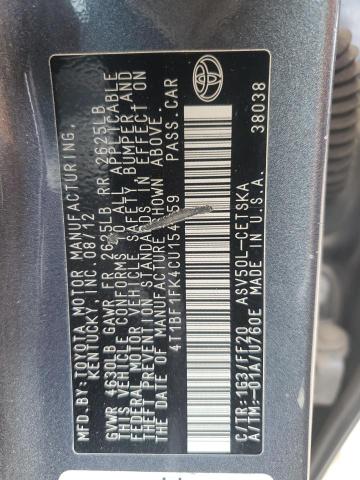 MFD.BY: TOYOTA MOTOR MANUFACTURING,
KENTUCKY, INC. 08/12
GVWR 4630LB GAWR FR 2625LB RR 2625LB
THIS VEHICLE CONFORMS TO ALL APPLICABLE
FEDERAL MOTOR VEHICLE SAFETY, BUMPER, AND
THEFT PREVENTION STANDARDS IN EFFECT ON
THE DATE OF MANUFACTURE SHOWN ABOVE.
PASS.CAR
C/TR:1G3/FF20 ASV50L-CETSKA
A/TM:-01A/U760E MADE IN U.S.A.
38038
TOYOTA